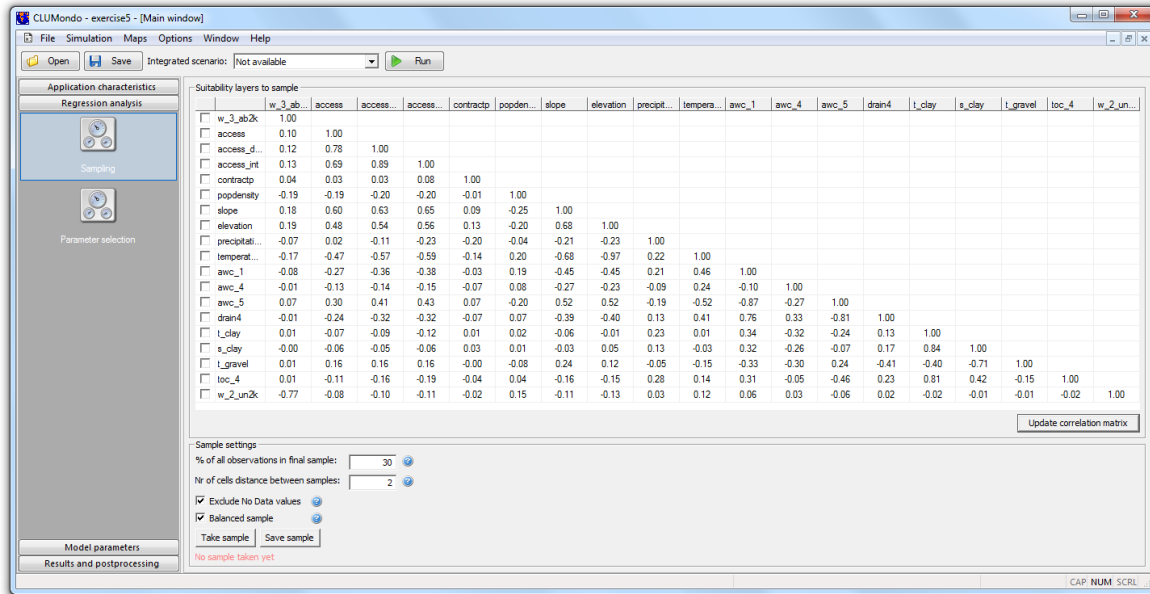 CLUMondo - exercise5 - [Main window]
File Simulation Maps Options Window Help
Open Save Integrated scenario: Not available Run
Application characteristics
Regression analysis
Sampling
Parameter selection
Model parameters
Results and postprocessing
Suitability layers to sample
w_3_ab... access access... access... contractp popden... slope elevation precipit... tempera... awc_1 awc_4 awc_5 drain4 t_clay s_clay t_gravel toc_4 w_2_un...
w_3_ab2k 1.00
access 0.10 1.00
access_d... 0.12 0.78 1.00
access_int 0.13 0.69 0.89 1.00
contractp 0.04 0.03 0.03 0.08 1.00
popdensity -0.19 -0.19 -0.20 -0.20 -0.01 1.00
slope 0.18 0.60 0.63 0.65 0.09 -0.25 1.00
elevation 0.19 0.48 0.54 0.56 0.13 -0.20 0.68 1.00
precipitati... -0.07 0.02 -0.11 -0.23 -0.20 -0.04 -0.21 -0.23 1.00
temperat... -0.17 -0.47 -0.57 -0.59 -0.14 0.20 -0.68 -0.97 0.22 1.00
awc_1 -0.08 -0.27 -0.36 -0.38 -0.03 0.19 -0.45 -0.45 0.21 0.46 1.00
awc_4 -0.01 -0.13 -0.14 -0.15 -0.07 0.08 -0.27 -0.23 -0.09 0.24 -0.10 1.00
awc_5 0.07 0.30 0.41 0.43 0.07 -0.20 0.52 0.52 -0.19 -0.52 -0.87 -0.27 1.00
drain4 -0.01 -0.24 -0.32 -0.32 -0.07 0.07 -0.39 -0.40 0.13 0.41 0.76 0.33 -0.81 1.00
t_clay 0.01 -0.07 -0.09 -0.12 0.01 0.02 -0.06 -0.01 0.23 0.01 0.34 -0.32 -0.24 0.13 1.00
s_clay -0.00 -0.06 -0.05 -0.06 0.03 0.01 -0.03 0.05 0.13 -0.03 0.32 -0.26 -0.07 0.17 0.84 1.00
t_gravel 0.01 0.16 0.16 0.16 -0.00 -0.08 0.24 0.12 -0.05 -0.15 -0.33 -0.30 0.24 -0.41 -0.40 -0.71 1.00
toc_4 0.01 -0.11 -0.16 -0.19 -0.04 0.04 -0.16 -0.15 0.28 0.14 0.31 -0.05 -0.46 0.23 0.81 0.42 -0.15 1.00
w_2_un2k -0.77 -0.08 -0.10 -0.11 -0.02 0.15 -0.11 -0.13 0.03 0.12 0.06 0.03 -0.06 0.02 -0.02 -0.01 -0.01 -0.02 1.00
Update correlation matrix
Sample settings
% of all observations in final sample: 30
Nr of cells distance between samples: 2
Exclude No Data values
Balanced sample
Take sample Save sample
No sample taken yet
CAP NUM SCRL